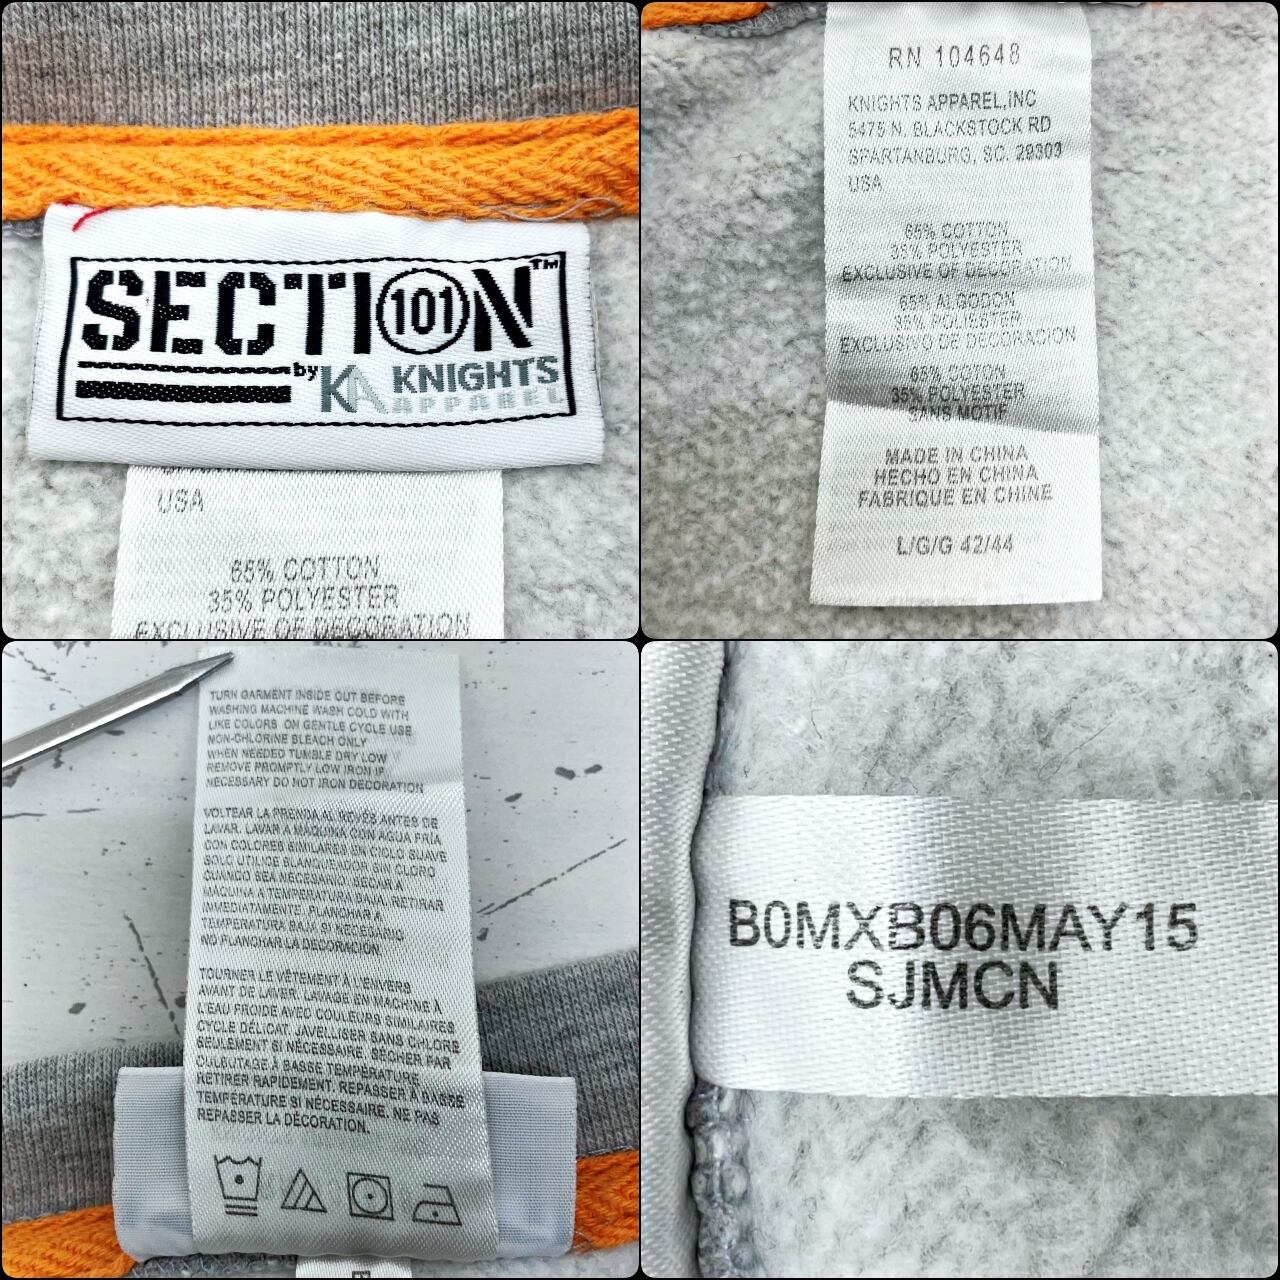 SECTION 101 ™
by KA KNIGHTS
APPAREL
USA
65% COTTON
35% POLYESTER
EXCLUSIVE OF DECORATION
RN 104648
KNIGHTS APPAREL,INC
5475 N. BLACKSTOCK RD
SPARTANBURG, SC. 29303
USA
65% COTTON
35% POLYESTER
EXCLUSIVE OF DECORATION
65% ALGODON
35% POLYESTER
EXCLUSIVO DE DECORACION
65% COTON
35% POLYESTER
SANS MOTIF
MADE IN CHINA
HECHO EN CHINA
FABRIQUE EN CHINE
L/G/G 42/44
TURN GARMENT INSIDE OUT BEFORE
WASHING MACHINE WASH COLD WITH
LIKE COLORS ON GENTLE CYCLE USE
NON-CHLORINE BLEACH ONLY
WHEN NEEDED TUMBLE DRY LOW
REMOVE PROMPTLY LOW IRON IF
NECESSARY DO NOT IRON DECORATION
VOLTEAR LA PRENDA AL REVÉS ANTES DE
LAVAR. LAVAR A MAQUINA CON AGUA FRIA
CON COLORES SIMILARES EN CICLO SUAVE
SOLO UTILICE BLANQUEADOR SIN CLORO
CUANDO SEA NECESARIO. SECAR A
MAQUINA A TEMPERATURA BAJA. RETIRAR
INMEDIATAMENTE. PLANCHAR A
TEMPERATURA BAJA SI NECESARIO
NO PLANCHAR LA DECORACIÓN.
TOURNER LE VÊTEMENT À L'ENVERS
AVANT DE LAVER. LAVAGE EN MACHINE À
L'EAU FROIDE AVEC COULEURS SIMILAIRES
CYCLE DÉLICAT. JAVELLISER SANS CHLORE
SEULEMENT SI NÉCESSAIRE. SÉCHER PAR
CULBUTAGE À BASSE TEMPÉRATURE
RETIRER RAPIDEMENT. REPASSER À BASSE
TEMPÉRATURE SI NÉCESSAIRE. NE PAS
REPASSER LA DÉCORATION.
B0MXB06MAY15
SJMCN